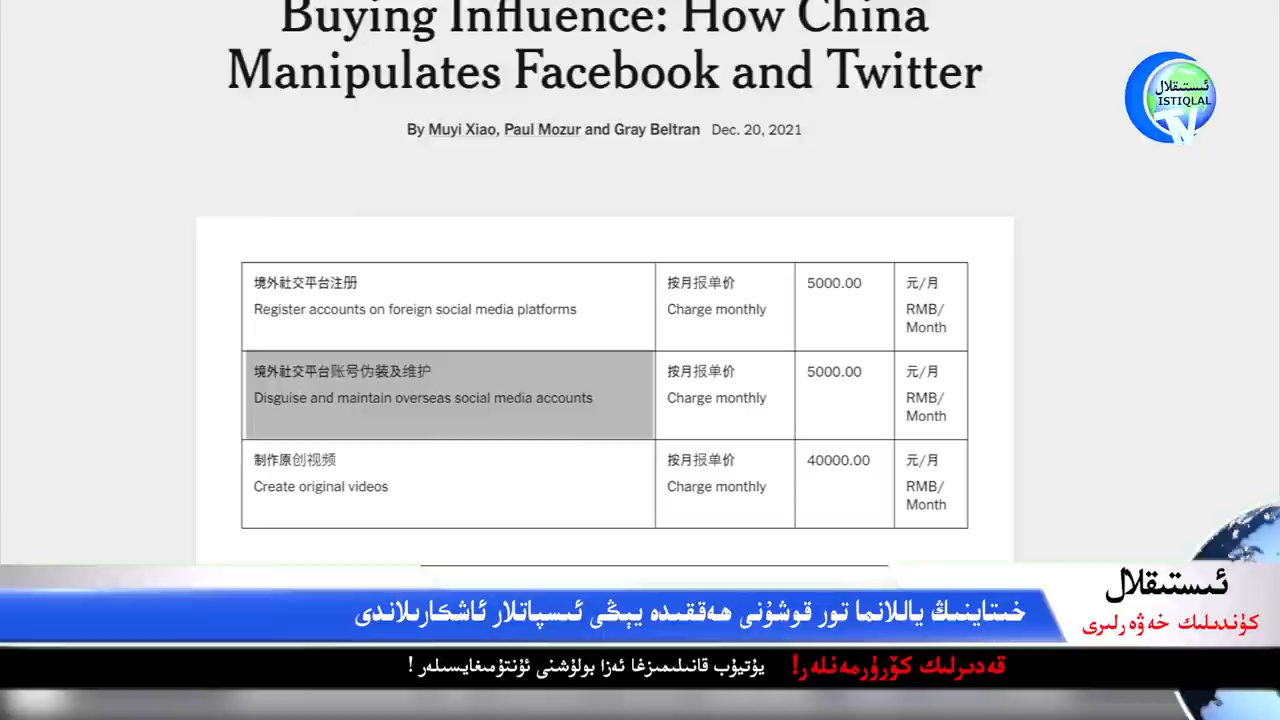 Buying Influence: How China
Manipulates Facebook and Twitter
By Muyi Xiao, Paul Mozur and Gray Beltran Dec. 20, 2021
ئىستىقلال
ISTIQLAL
TV
境外社交平台注册 按月报单价 5000.00 元/月
Register accounts on foreign social media platforms Charge monthly RMB/
Month
境外社交平台账号伪装及维护 按月报单价 5000.00 元/月
Disguise and maintain overseas social media accounts Charge monthly RMB/
Month
制作原创视频 按月报单价 40000.00 元/月
Create original videos Charge monthly RMB/
Month
ئىستىقلال
كۈندىلىك خەۋەرلىرى
خىتاينىڭ ياللانما تور قوشۇنى ھەققىدە يېڭى ئىسپاتلار ئاشكارىلاندى
قەدىرلىك كۆرۈرمەنلەر! يۇتيۇب قانىلىمىزغا ئەزا بولۇشنى ئۇنتۇمىغايسىلەر !